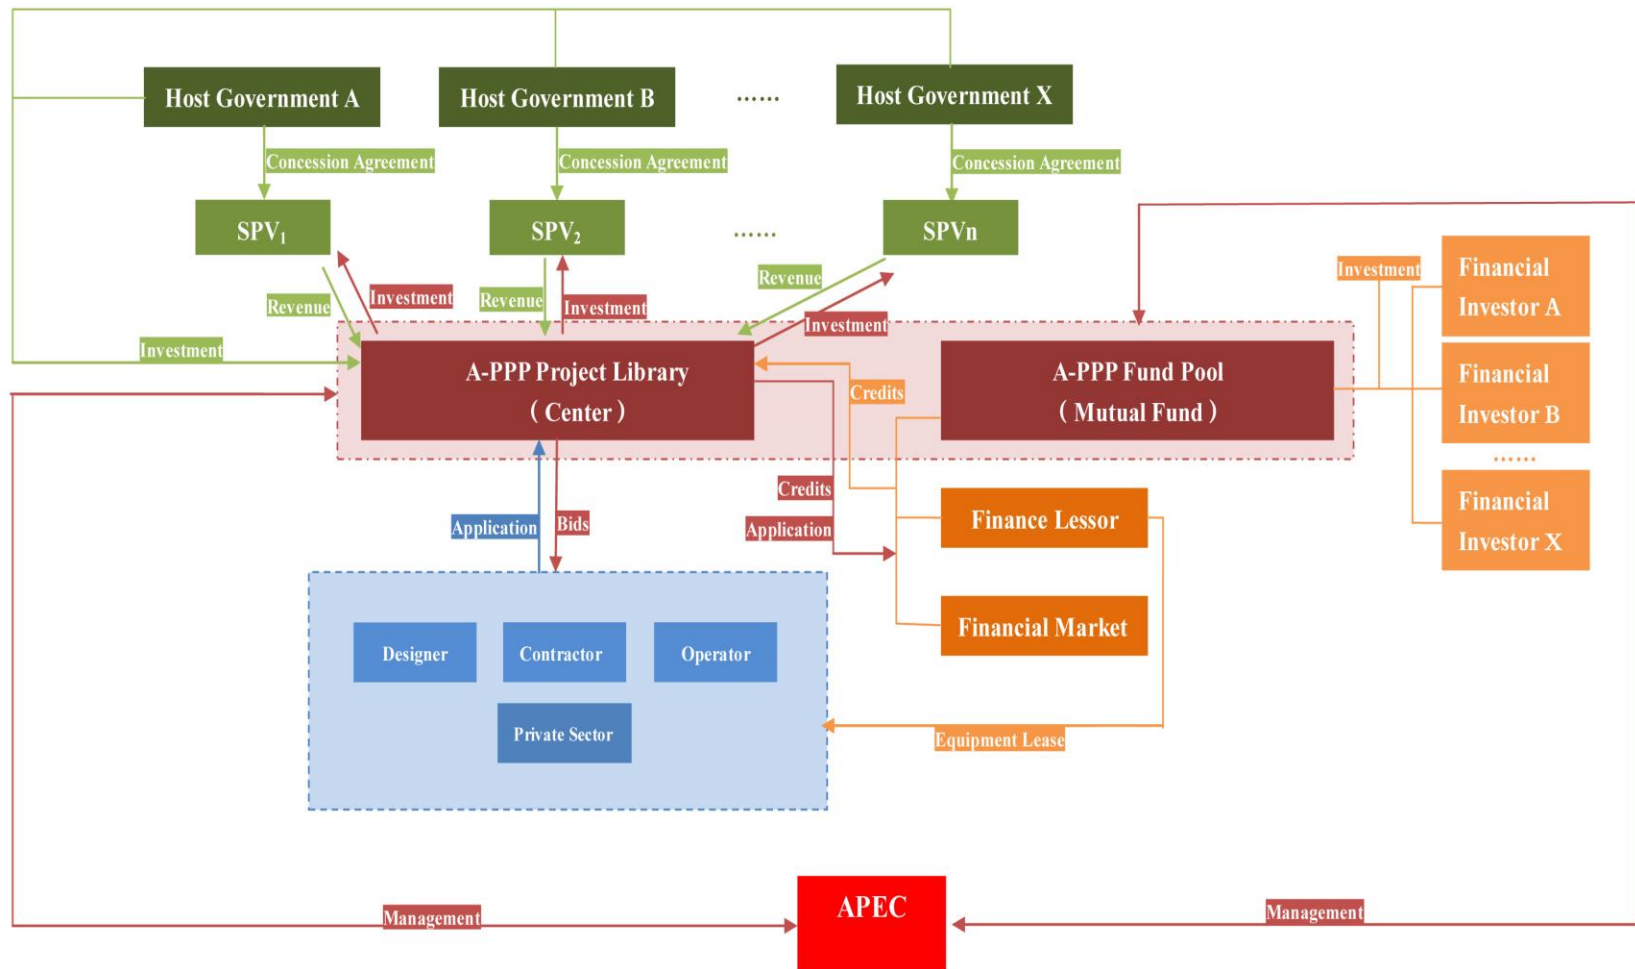 Host Government A
Host Government B
……
Host Government X
Concession Agreement
Concession Agreement
Concession Agreement
SPV1
SPV2
……
SPVn
Revenue
Investment
Revenue
Investment
Revenue
Investment
Investment
Investment
Financial
Investor A
Financial
Investor B
……
Financial
Investor X
A-PPP Project Library
( Center )
A-PPP Fund Pool
( Mutual Fund )
Credits
Credits
Application
Application
Bids
Finance Lessor
Financial Market
Designer
Contractor
Operator
Private Sector
Equipment Lease
APEC
Management
Management